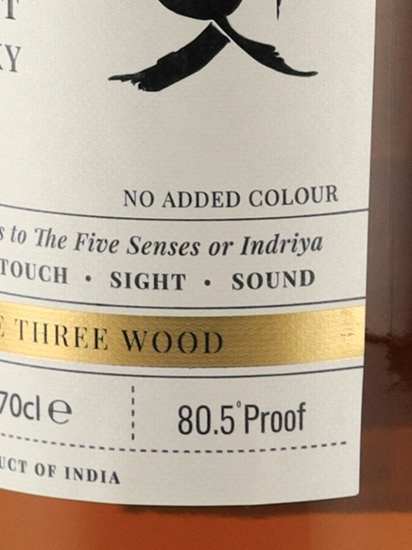 T
KY
NO ADDED COLOUR
s to The Five Senses or Indriya
TOUCH • SIGHT • SOUND
E THREE WOOD
70cl ℮
80.5°Proof
UCT OF INDIA